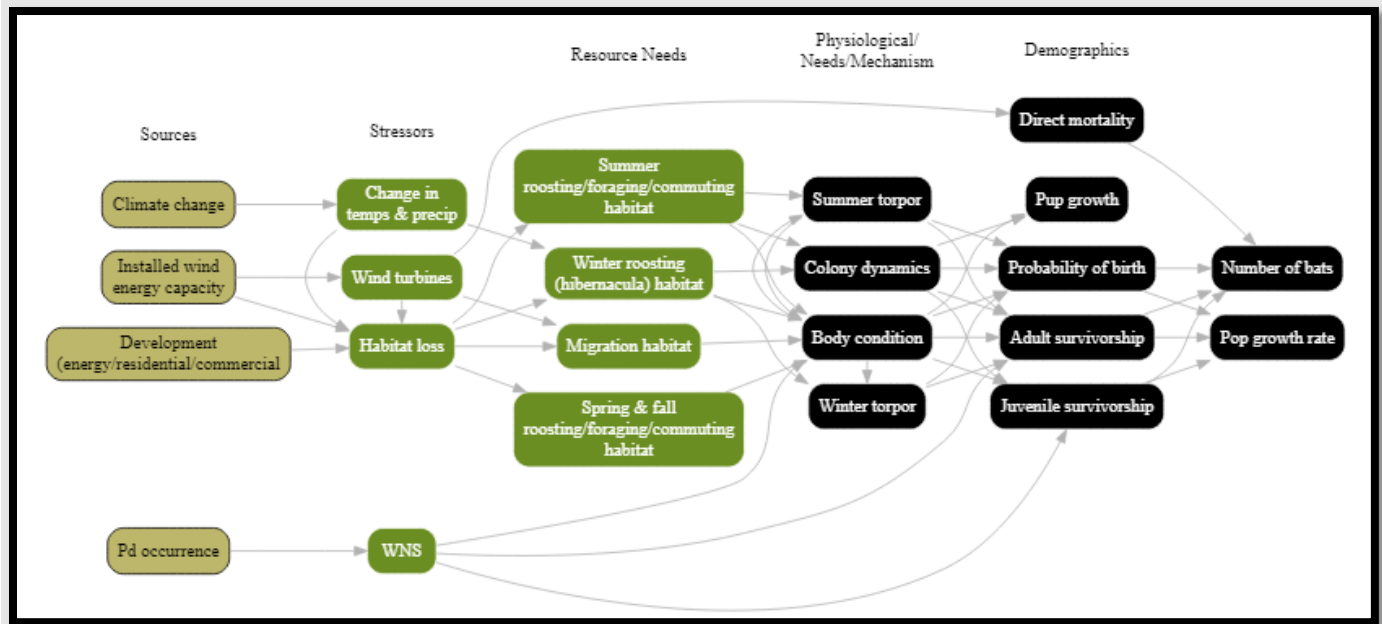 Resource Needs
Physiological/
Needs/Mechanism
Demographics
Sources
Stressors
Direct mortality
Climate change
Change in
temps & precip
Summer
roosting/foraging/commuting
habitat
Summer torpor
Pup growth
Installed wind
energy capacity
Wind turbines
Winter roosting
(hibernacula) habitat
Colony dynamics
Probability of birth
Number of bats
Development
(energy/residential/commercial
Habitat loss
Migration habitat
Body condition
Adult survivorship
Pop growth rate
Spring & fall
roosting/foraging/commuting
habitat
Winter torpor
Juvenile survivorship
Pd occurrence
WNS